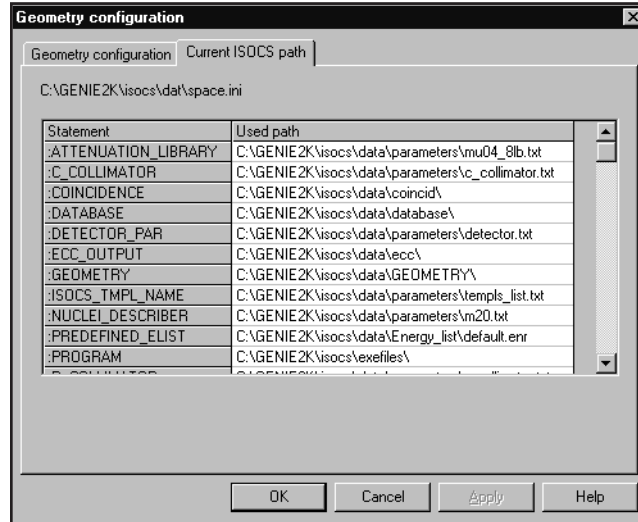 Geometry configuration
Geometry configuration Current ISOCS path
C:\GENIE2K\isocs\dat\space.ini
Statement Used path
:ATTENUATION_LIBRARY C:\GENIE2K\isocs\data\parameters\mu04_8lb.txt
:C_COLLIMATOR C:\GENIE2K\isocs\data\parameters\c_collimator.txt
:COINCIDENCE C:\GENIE2K\isocs\data\coincid\
:DATABASE C:\GENIE2K\isocs\data\database\
:DETECTOR_PAR C:\GENIE2K\isocs\data\parameters\detector.txt
:ECC_OUTPUT C:\GENIE2K\isocs\data\ecc\
:GEOMETRY C:\GENIE2K\isocs\data\GEOMETRY\
:ISOCS_TMPL_NAME C:\GENIE2K\isocs\data\parameters\templs_list.txt
:NUCLEI_DESCRIBER C:\GENIE2K\isocs\data\parameters\m20.txt
:PREDEFINED_ELIST C:\GENIE2K\isocs\data\Energy_list\default.enr
:PROGRAM C:\GENIE2K\isocs\exefiles\
OK Cancel Apply Help